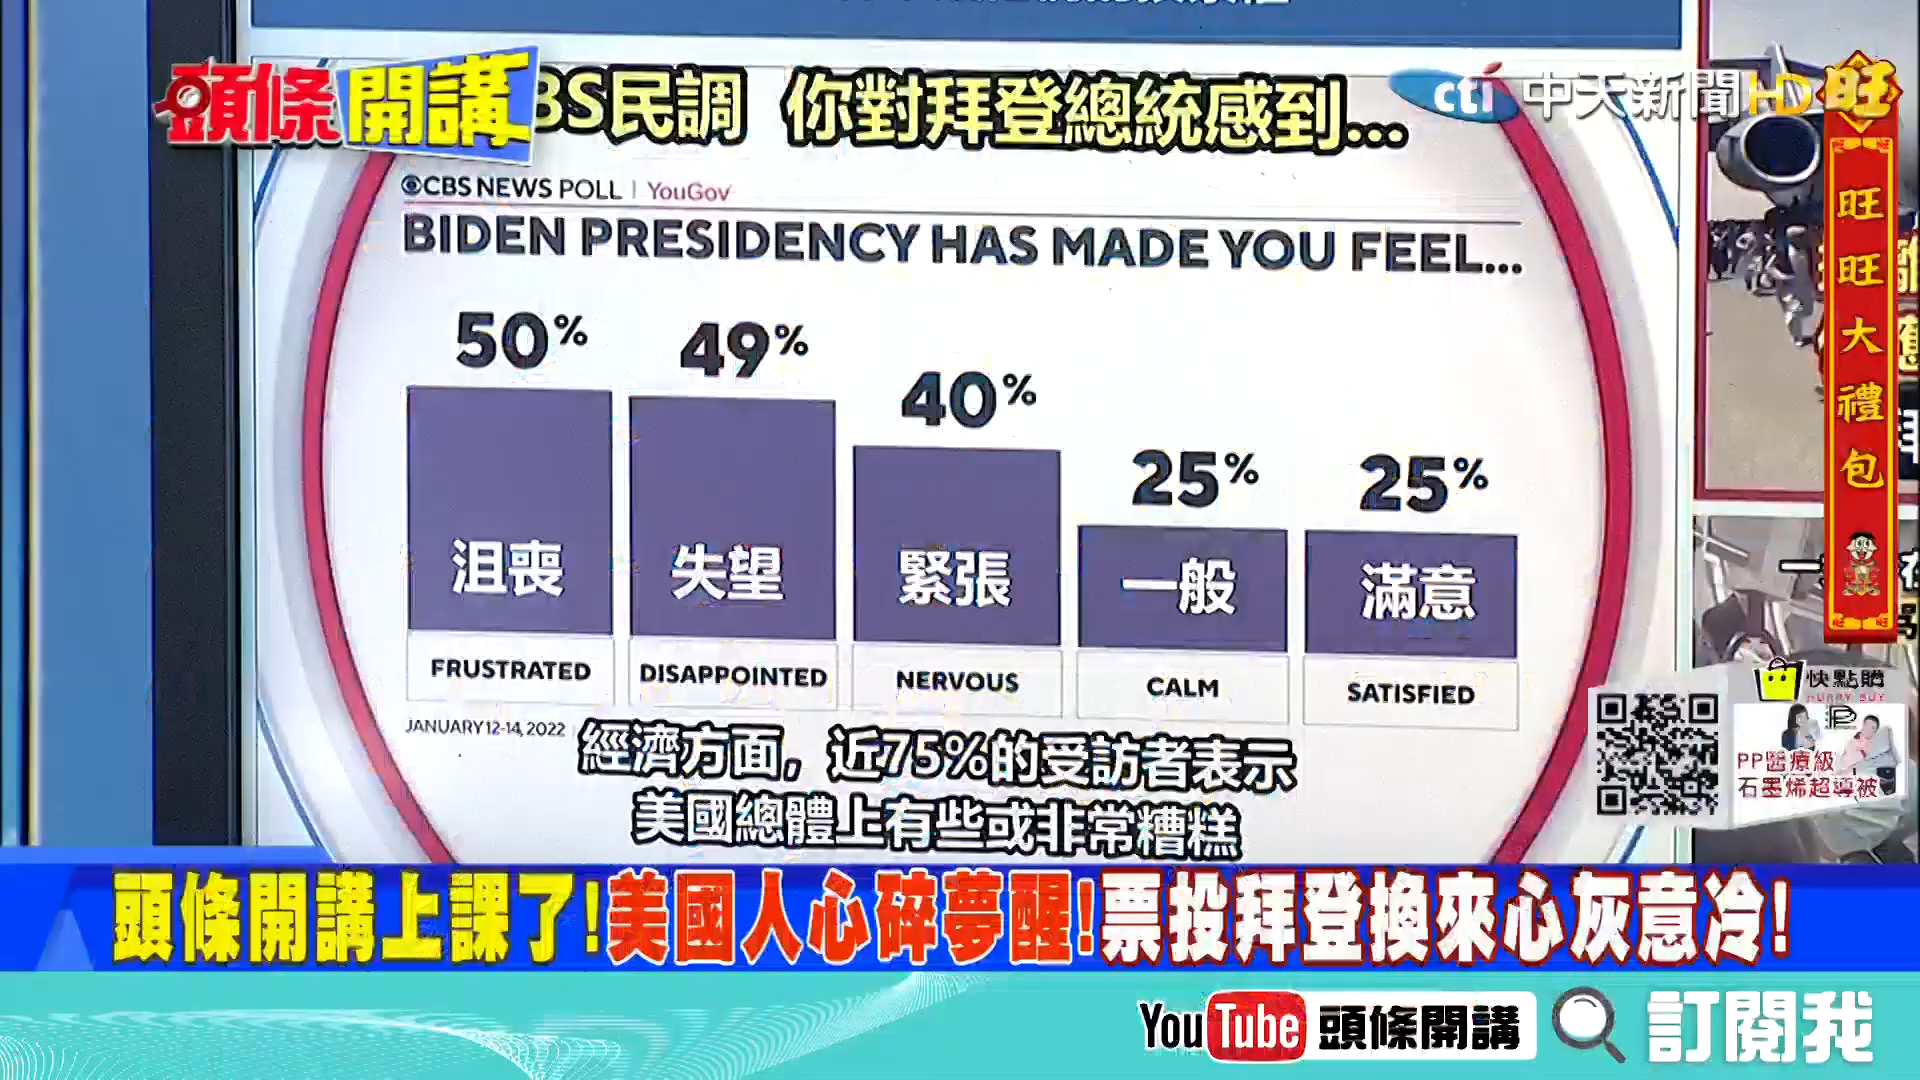 頭條開講
BS民調 你對拜登總統感到...
cti 中天新聞HD
CBS NEWS POLL | YouGov
BIDEN PRESIDENCY HAS MADE YOU FEEL...
50% 49% 40% 25% 25%
沮喪 失望 緊張 一般 滿意
FRUSTRATED DISAPPOINTED NERVOUS CALM SATISFIED
JANUARY 12-14, 2022
經濟方面，近75%的受訪者表示
美國總體上有些或非常糟糕
旺
旺旺大禮包
快點購
HURRY BUY
PP醫療級
石墨烯超導被
頭條開講上課了!美國人心碎夢醒!票投拜登換來心灰意冷!
YouTube 頭條開講 訂閱我